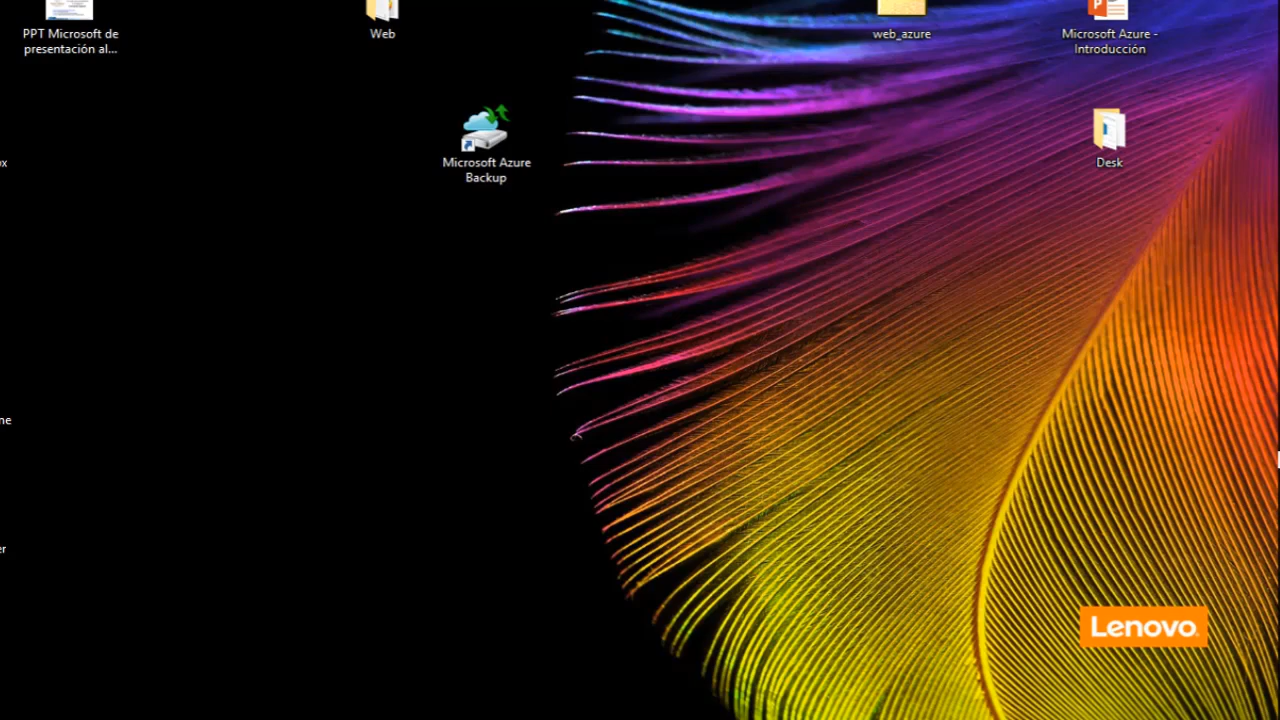 PPT Microsoft de
presentación al...
Web
web_azure
Microsoft Azure -
Introducción
Microsoft Azure
Backup
Desk
Lenovo